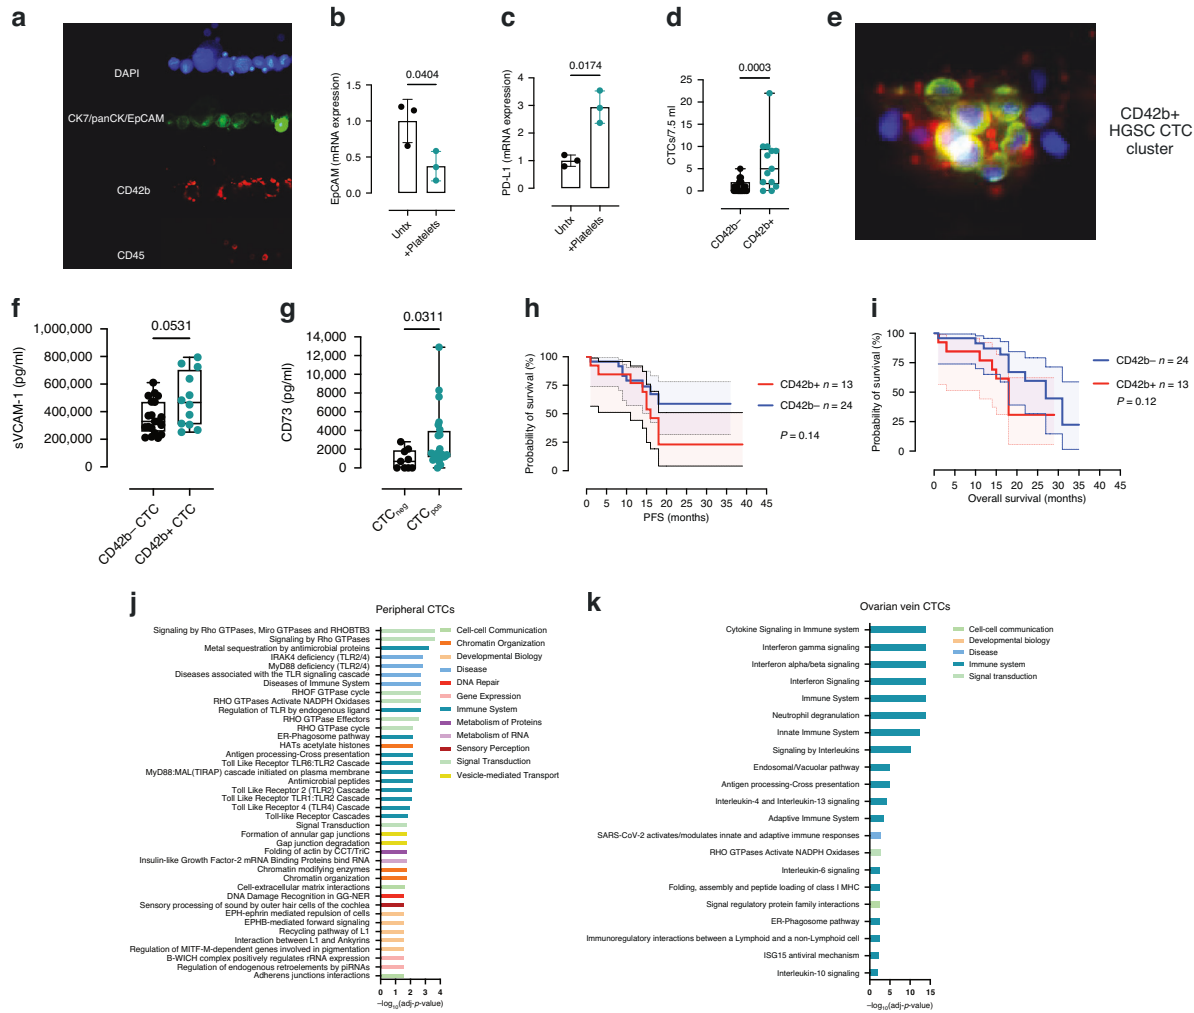 a
DAPI
CK7/panCK/EpCAM
CD42b
CD45
b
0.0404
EpCAM (mRNA expression)
1.5
1.0
0.5
0.0
Untx
+Platelets
c
0.0174
PD-L1 (mRNA expression)
4
3
2
1
0
Untx
+Platelets
d
0.0003
CTCs/7.5 ml
25
20
15
10
5
0
CD42b–
CD42b+
e
CD42b+
HGSC CTC
cluster
f
0.0531
sVCAM-1 (pg/ml)
1,000,000
800,000
600,000
400,000
200,000
0
CD42b– CTC
CD42b+ CTC
g
0.0311
CD73 (pg/ml)
14,000
12,000
10,000
8000
6000
4000
2000
0
CTCneg
CTCpos
h
Probability of survival (%)
100
75
50
25
0
0 5 10 15 20 25 30 35 40 45
PFS (months)
CD42b+ n = 13
CD42b– n = 24
P = 0.14
i
Probability of survival (%)
100
75
50
25
0
0 5 10 15 20 25 30 35 40 45
Overall survival (months)
CD42b– n = 24
CD42b+ n = 13
P = 0.12
j
Peripheral CTCs
Signaling by Rho GTPases, Miro GTPases and RHOBTB3
Signaling by Rho GTPases
Metal sequestration by antimicrobial proteins
IRAK4 deficiency (TLR2/4)
MyD88 deficiency (TLR2/4)
Diseases associated with the TLR signaling cascade
Diseases of Immune System
RHOF GTPase cycle
RHO GTPases Activate NADPH Oxidases
Regulation of TLR by endogenous ligand
RHO GTPase Effectors
RHO GTPase cycle
ER-Phagosome pathway
HATs acetylate histones
Antigen processing-Cross presentation
Toll Like Receptor TLR6:TLR2 Cascade
MyD88:MAL(TIRAP) cascade initiated on plasma membrane
Antimicrobial peptides
Toll Like Receptor 2 (TLR2) Cascade
Toll Like Receptor TLR1:TLR2 Cascade
Toll Like Receptor 4 (TLR4) Cascade
Toll-like Receptor Cascades
Signal Transduction
Formation of annular gap junctions
Gap junction degradation
Folding of actin by CCT/TriC
Insulin-like Growth Factor-2 mRNA Binding Proteins bind RNA
Chromatin modifying enzymes
Chromatin organization
Cell-extracellular matrix interactions
DNA Damage Recognition in GG-NER
Sensory processing of sound by outer hair cells of the cochlea
EPH-ephrin mediated repulsion of cells
EPHB-mediated forward signaling
Recycling pathway of L1
Interaction between L1 and Ankyrins
Regulation of MITF-M-dependent genes involved in pigmentation
B-WICH complex positively regulates rRNA expression
Regulation of endogenous retroelements by piRNAs
Adherens junctions interactions
0 1 2 3 4
–log10(adj-p-value)
Cell-cell Communication
Chromatin Organization
Developmental Biology
Disease
DNA Repair
Gene Expression
Immune System
Metabolism of Proteins
Metabolism of RNA
Sensory Perception
Signal Transduction
Vesicle-mediated Transport
k
Ovarian vein CTCs
Cytokine Signaling in Immune system
Interferon gamma signaling
Interferon alpha/beta signaling
Interferon Signaling
Immune System
Neutrophil degranulation
Innate Immune System
Signaling by Interleukins
Endosomal/Vacuolar pathway
Antigen processing-Cross presentation
Interleukin-4 and Interleukin-13 signaling
Adaptive Immune System
SARS-CoV-2 activates/modulates innate and adaptive immune responses
RHO GTPases Activate NADPH Oxidases
Interleukin-6 signaling
Folding, assembly and peptide loading of class I MHC
Signal regulatory protein family interactions
ER-Phagosome pathway
Immunoregulatory interactions between a Lymphoid and a non-Lymphoid cell
ISG15 antiviral mechanism
Interleukin-10 signaling
0 5 10 15
–log10(adj-p-value)
Cell-cell communication
Developmental biology
Disease
Immune system
Signal transduction